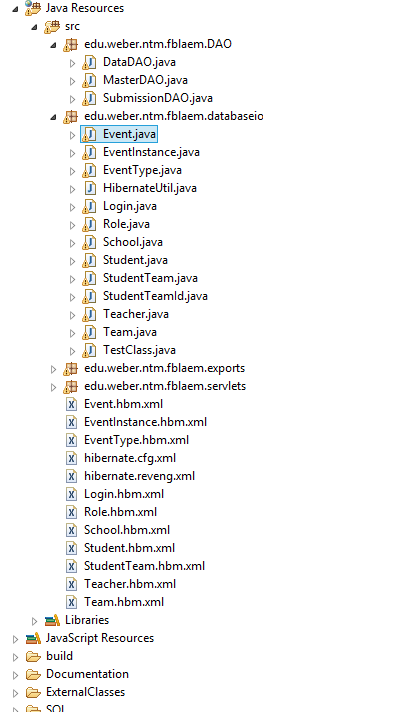 Java Resources
src
edu.weber.ntm.fblaem.DAO
DataDAO.java
MasterDAO.java
SubmissionDAO.java
edu.weber.ntm.fblaem.databaseio
Event.java
EventInstance.java
EventType.java
HibernateUtil.java
Login.java
Role.java
School.java
Student.java
StudentTeam.java
StudentTeamId.java
Teacher.java
Team.java
TestClass.java
edu.weber.ntm.fblaem.exports
edu.weber.ntm.fblaem.servlets
Event.hbm.xml
EventInstance.hbm.xml
EventType.hbm.xml
hibernate.cfg.xml
hibernate.reveng.xml
Login.hbm.xml
Role.hbm.xml
School.hbm.xml
Student.hbm.xml
StudentTeam.hbm.xml
Teacher.hbm.xml
Team.hbm.xml
Libraries
JavaScript Resources
build
Documentation
ExternalClasses
SQL